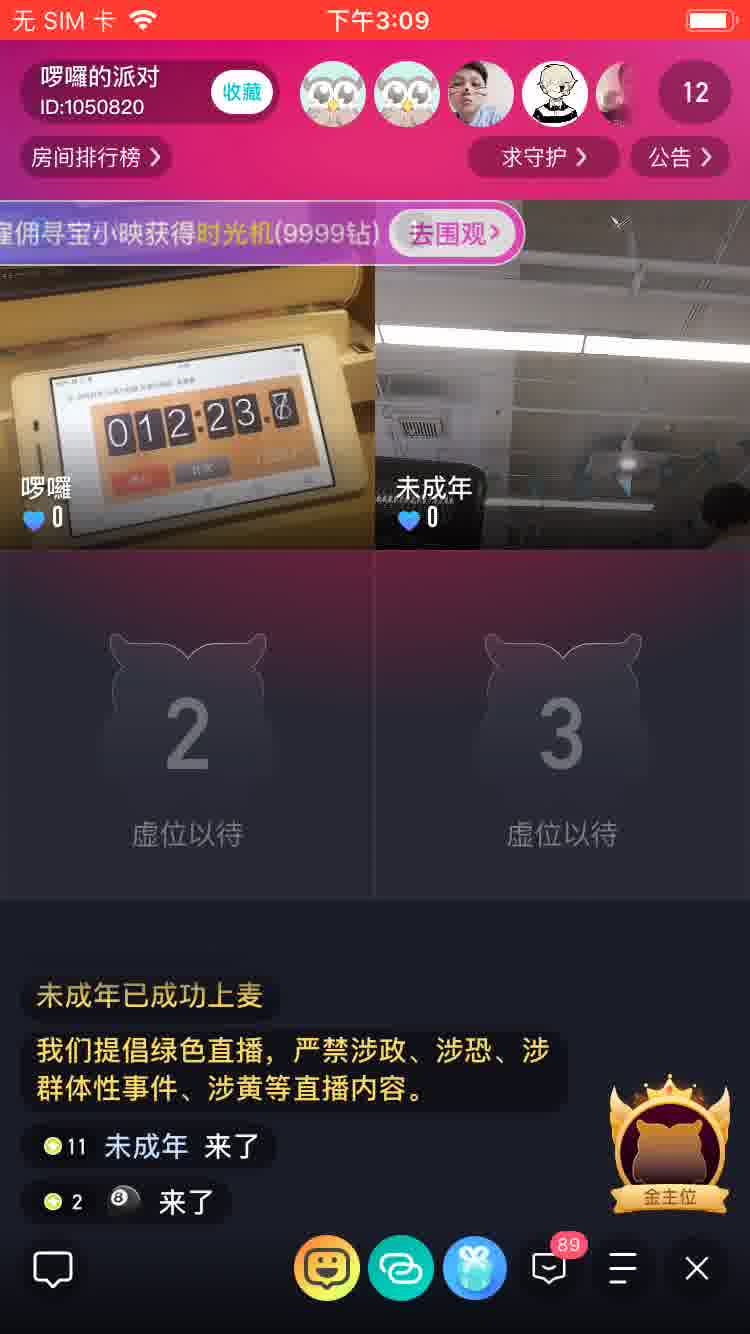 无 SIM 卡
下午3:09
啰囉的派对
ID:1050820
收藏
12
房间排行榜
求守护
公告
雇佣寻宝小映获得时光机(9999钻)
去围观
012:23.
啰囉
0
未成年
0
2
3
虚位以待
虚位以待
未成年已成功上麦
我们提倡绿色直播，严禁涉政、涉恐、涉
群体性事件、涉黄等直播内容。
11 未成年 来了
2 8 来了
金主位
89